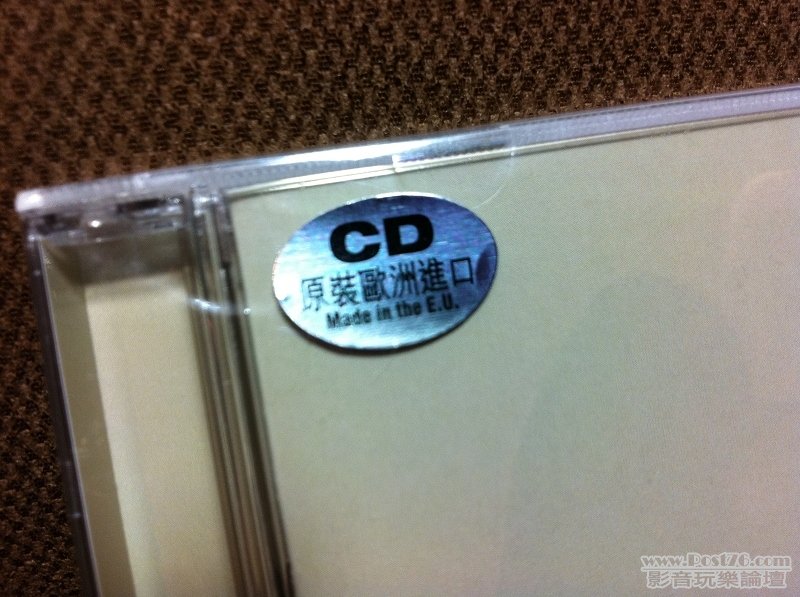 CD
原裝歐洲進口
Made in the E.U.
www.Post76.com
影音玩樂論壇